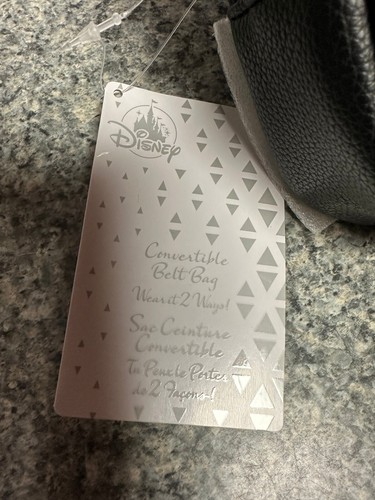 Disney
Convertible
Belt Bag
Wear it 2 Ways!
Sac Ceinture
Convertible
Tu Peux le Porter
de 2 Façons!